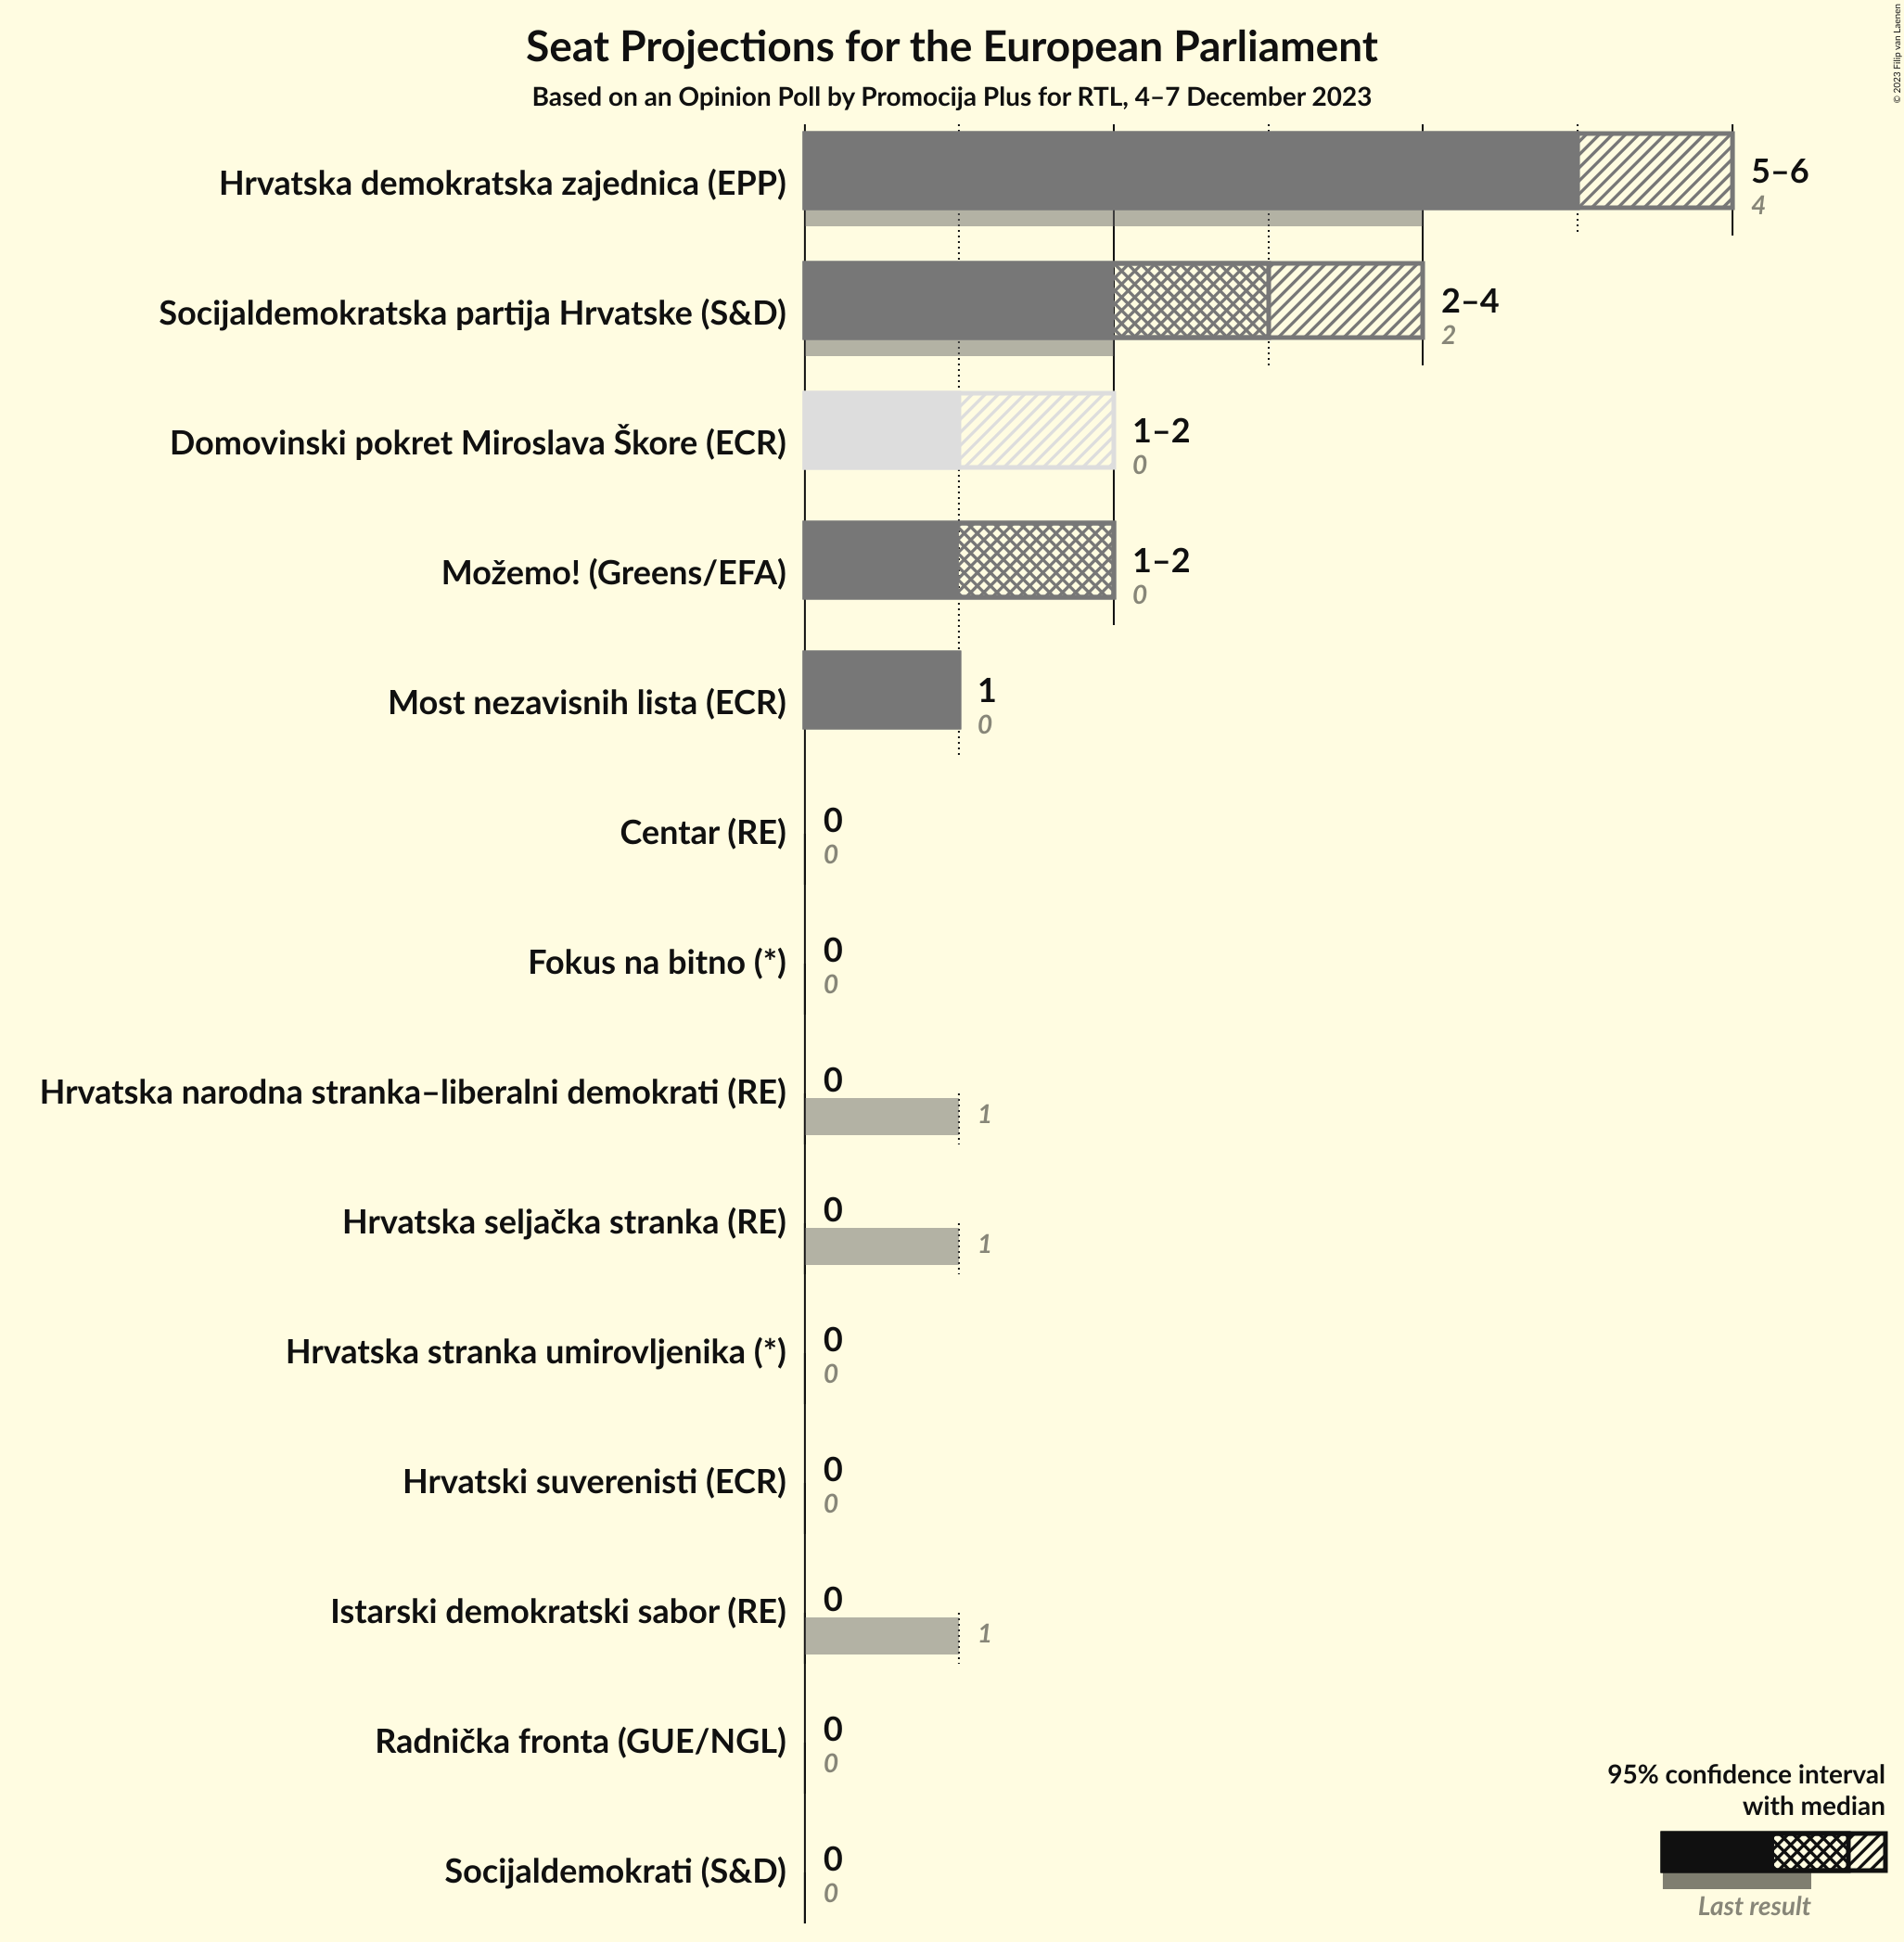 Seat Projections for the European Parliament
Based on an Opinion Poll by Promocija Plus for RTL, 4–7 December 2023
© 2023 Filip van Laenen
Hrvatska demokratska zajednica (EPP)
5–6
4
Socijaldemokratska partija Hrvatske (S&D)
2–4
2
Domovinski pokret Miroslava Škore (ECR)
1–2
0
Možemo! (Greens/EFA)
1–2
0
Most nezavisnih lista (ECR)
1
0
Centar (RE)
0
0
Fokus na bitno (*)
0
0
Hrvatska narodna stranka–liberalni demokrati (RE)
0
1
Hrvatska seljačka stranka (RE)
0
1
Hrvatska stranka umirovljenika (*)
0
0
Hrvatski suverenisti (ECR)
0
0
Istarski demokratski sabor (RE)
0
1
Radnička fronta (GUE/NGL)
0
0
Socijaldemokrati (S&D)
0
0
95% confidence interval
with median
Last result